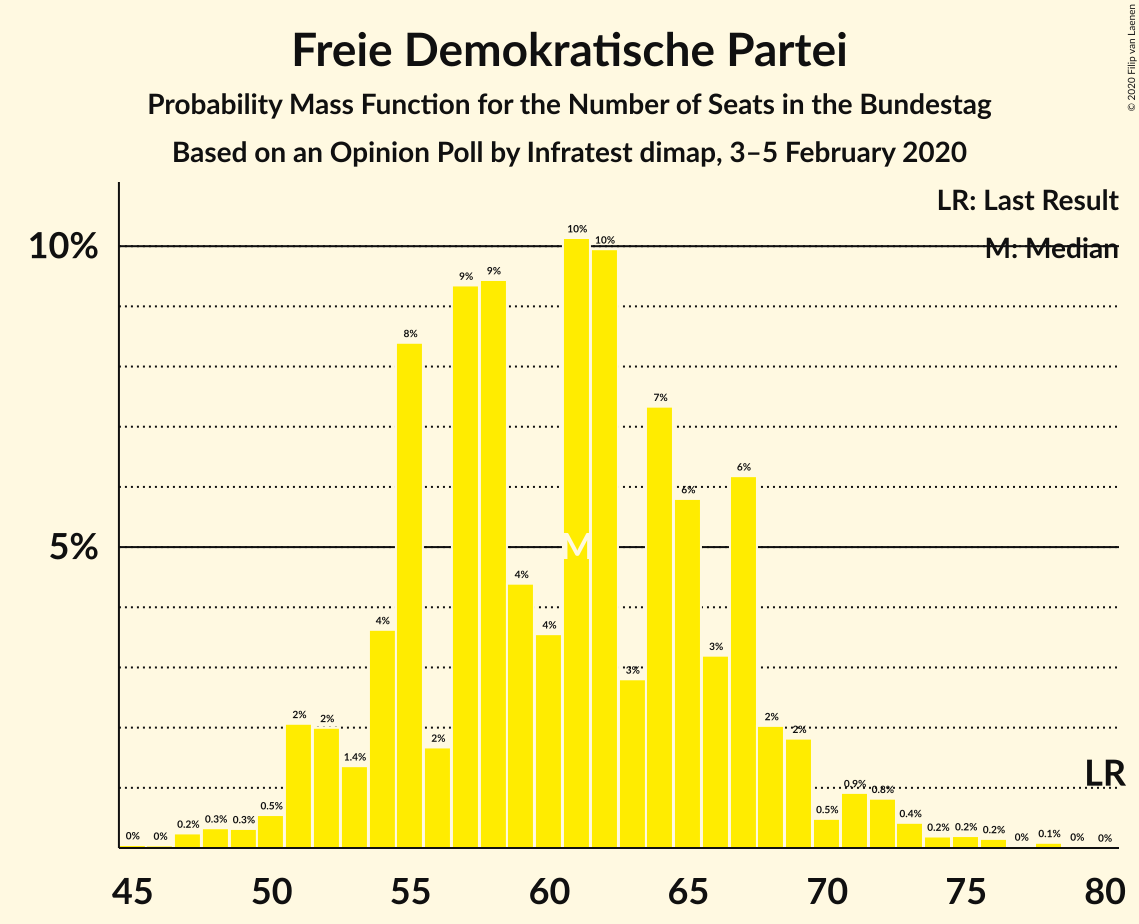 Freie Demokratische Partei
Probability Mass Function for the Number of Seats in the Bundestag
Based on an Opinion Poll by Infratest dimap, 3–5 February 2020
© 2020 Filip van Laenen
LR: Last Result
M: Median
10%
5%
0% 0% 0.2% 0.3% 0.3% 0.5% 2% 2% 1.4% 4% 8% 2% 9% 9% 4% 4% 10% 10% 3% 7% 6% 3% 6% 2% 2% 0.5% 0.9% 0.8% 0.4% 0.2% 0.2% 0.2% 0% 0.1% 0% 0%
M
LR
45 50 55 60 65 70 75 80